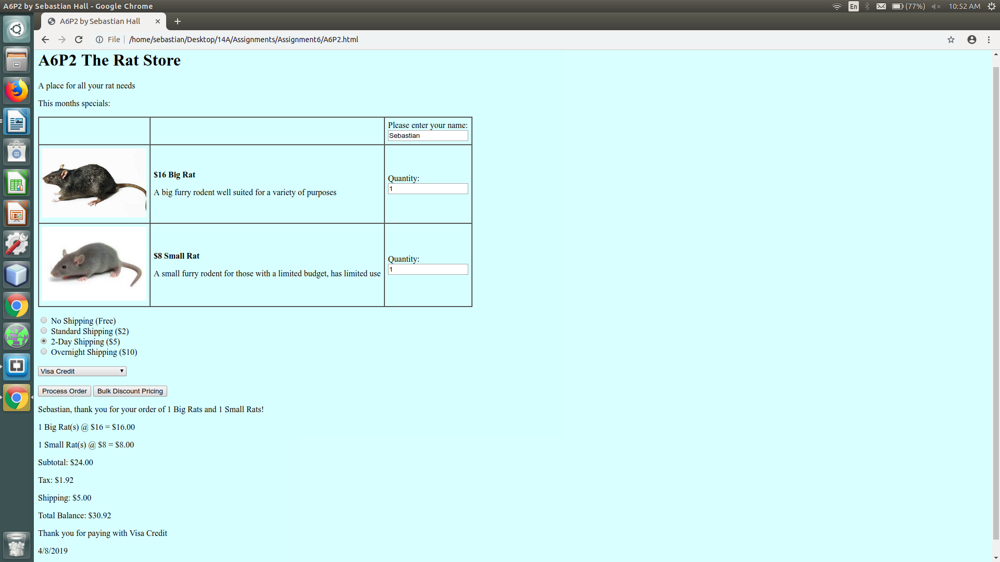 A6P2 by Sebastian Hall - Google Chrome
En
(77%)
10:52 AM
A6P2 by Sebastian Hall
File
/home/sebastian/Desktop/14A/Assignments/Assignment6/A6P2.html
A6P2 The Rat Store
A place for all your rat needs
This months specials:
Please enter your name:
Sebastian
$16 Big Rat
A big furry rodent well suited for a variety of purposes
Quantity:
1
$8 Small Rat
A small furry rodent for those with a limited budget, has limited use
Quantity:
1
No Shipping (Free)
Standard Shipping ($2)
2-Day Shipping ($5)
Overnight Shipping ($10)
Visa Credit
Process Order
Bulk Discount Pricing
Sebastian, thank you for your order of 1 Big Rats and 1 Small Rats!
1 Big Rat(s) @ $16 = $16.00
1 Small Rat(s) @ $8 = $8.00
Subtotal: $24.00
Tax: $1.92
Shipping: $5.00
Total Balance: $30.92
Thank you for paying with Visa Credit
4/8/2019